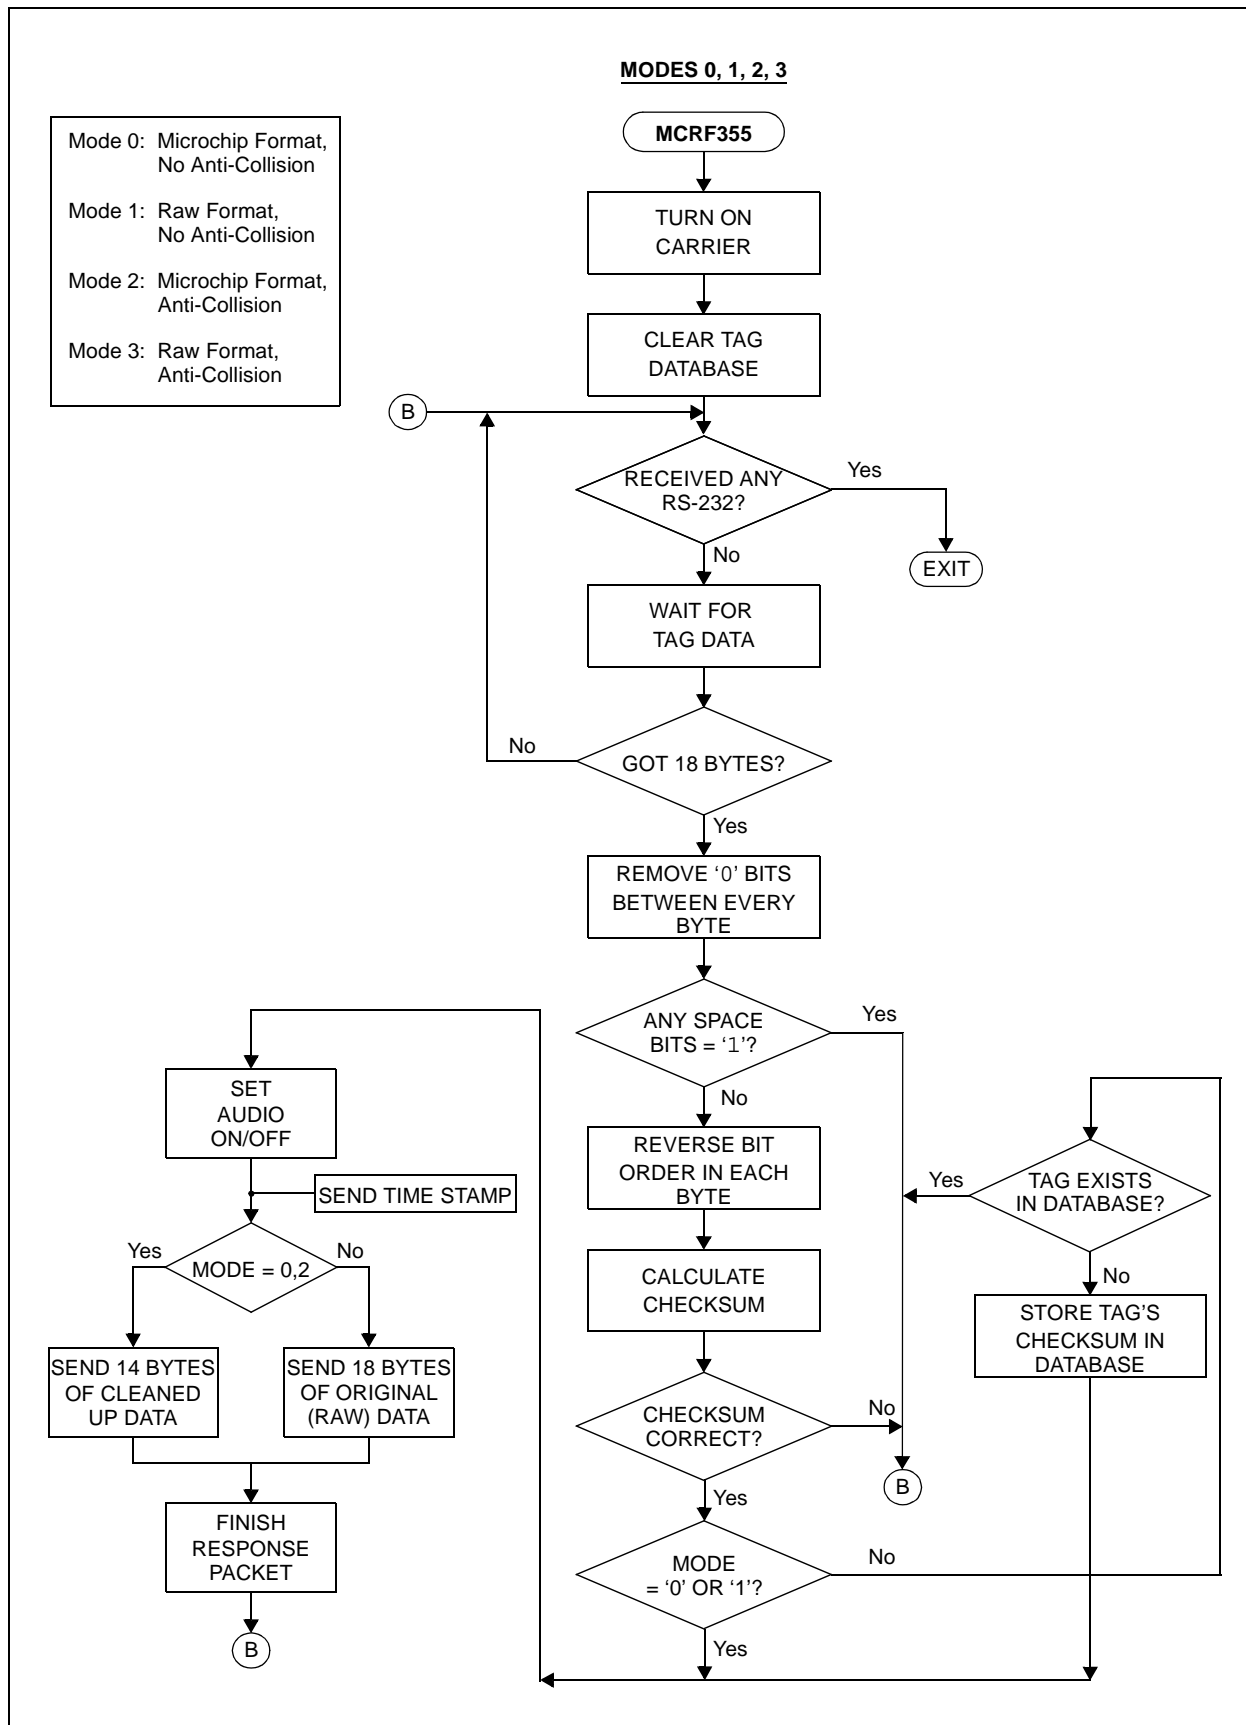 MODES 0, 1, 2, 3
Mode 0: Microchip Format,
No Anti-Collision
Mode 1: Raw Format,
No Anti-Collision
Mode 2: Microchip Format,
Anti-Collision
Mode 3: Raw Format,
Anti-Collision
MCRF355
TURN ON
CARRIER
CLEAR TAG
DATABASE
B
RECEIVED ANY
RS-232?
Yes
No
EXIT
WAIT FOR
TAG DATA
GOT 18 BYTES?
No
Yes
REMOVE ‘0’ BITS
BETWEEN EVERY
BYTE
ANY SPACE
BITS = ‘1’?
Yes
No
REVERSE BIT
ORDER IN EACH
BYTE
CALCULATE
CHECKSUM
CHECKSUM
CORRECT?
No
Yes
B
MODE
= ‘0’ OR ‘1’?
No
Yes
TAG EXISTS
IN DATABASE?
Yes
No
STORE TAG’S
CHECKSUM IN
DATABASE
SET
AUDIO
ON/OFF
SEND TIME STAMP
MODE = 0,2
Yes
No
SEND 14 BYTES
OF CLEANED
UP DATA
SEND 18 BYTES
OF ORIGINAL
(RAW) DATA
FINISH
RESPONSE
PACKET
B